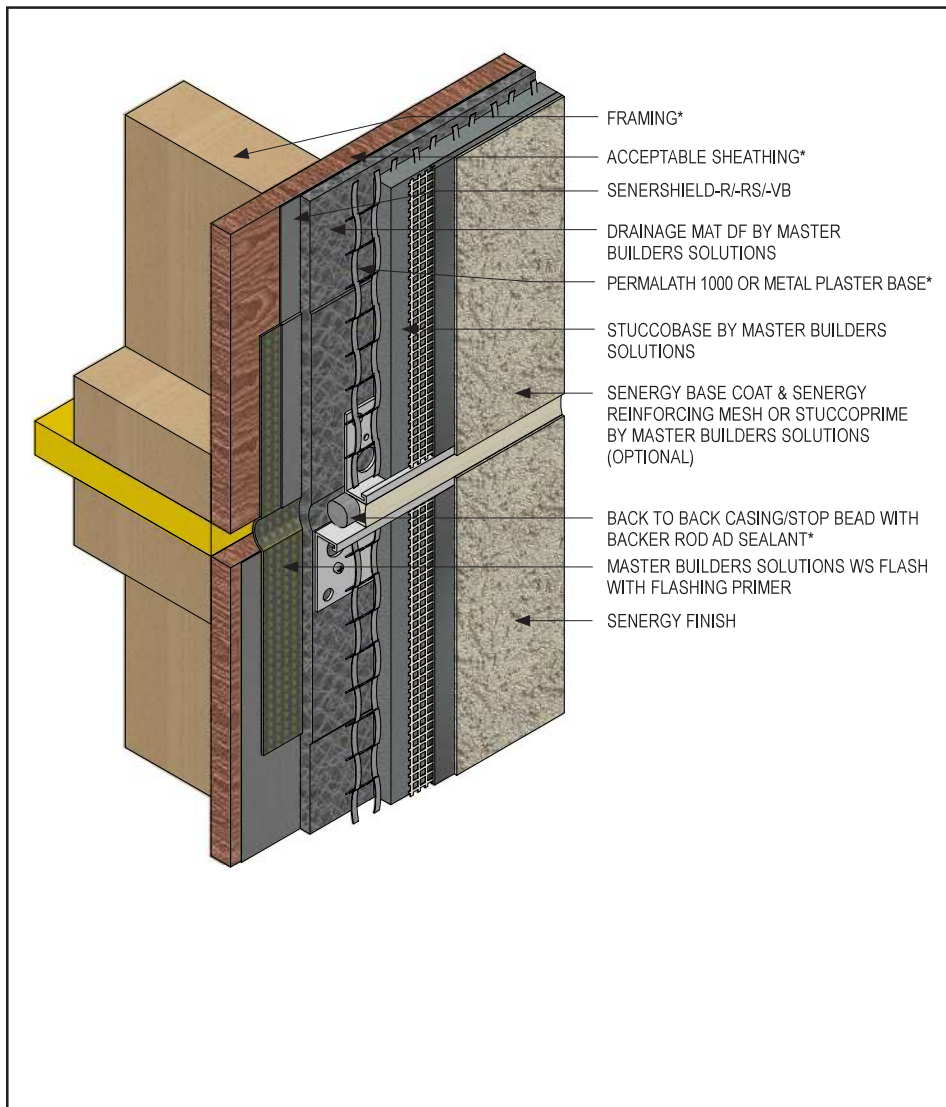 FRAMING*
ACCEPTABLE SHEATHING*
SENERSHIELD-R/-RS/-VB
DRAINAGE MAT DF BY MASTER
BUILDERS SOLUTIONS
PERMALATH 1000 OR METAL PLASTER BASE*
STUCCOBASE BY MASTER BUILDERS
SOLUTIONS
SENERGY BASE COAT & SENERGY
REINFORCING MESH OR STUCCOPRIME
BY MASTER BUILDERS SOLUTIONS
(OPTIONAL)
BACK TO BACK CASING/STOP BEAD WITH
BACKER ROD AD SEALANT*
MASTER BUILDERS SOLUTIONS WS FLASH
WITH FLASHING PRIMER
SENERGY FINISH